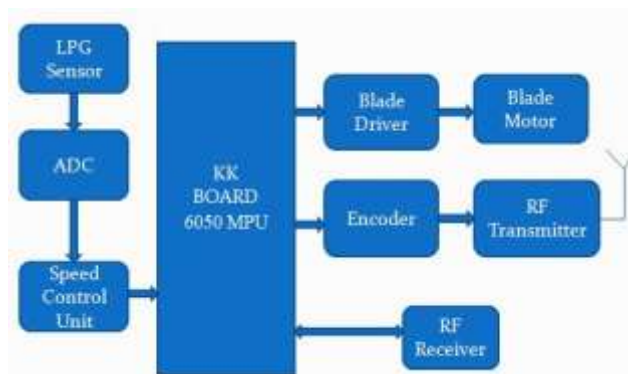 LPG
Sensor
ADC
Speed
Control
Unit
KK
BOARD
6050 MPU
Blade
Driver
Blade
Motor
Encoder
RF
Transmitter
RF
Receiver